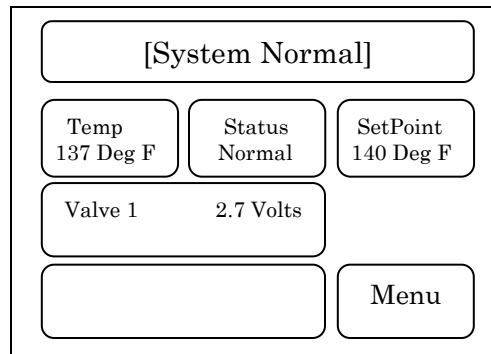 [System Normal]
Temp Status SetPoint
137 Deg F Normal 140 Deg F
Valve 1 2.7 Volts
Menu